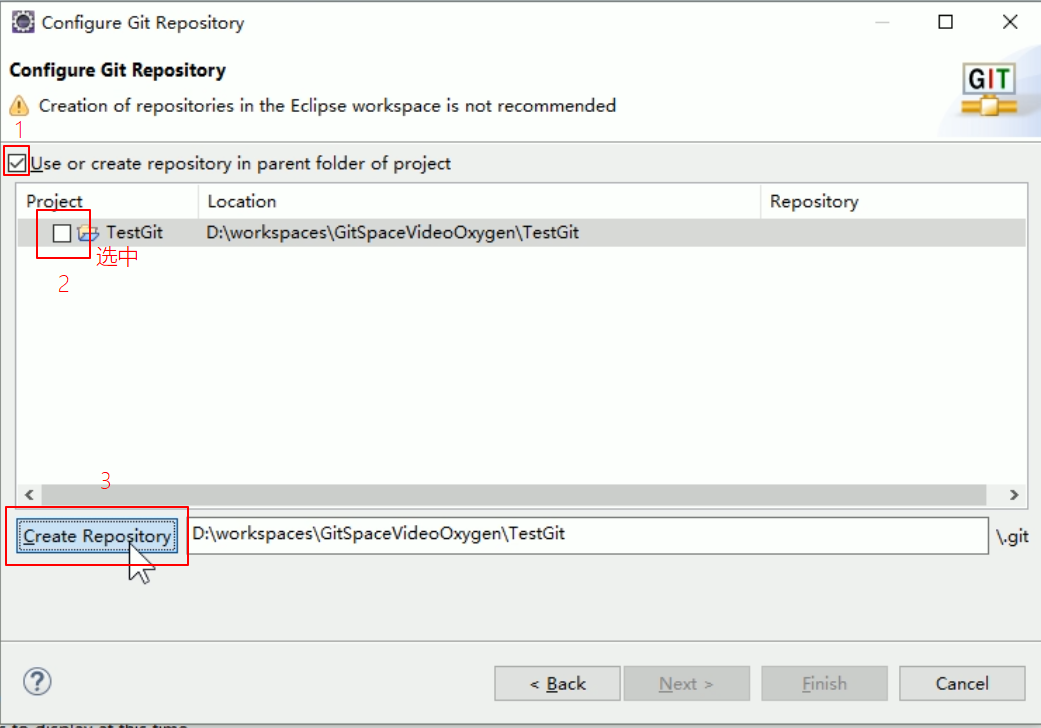 Configure Git Repository
Configure Git Repository
Creation of repositories in the Eclipse workspace is not recommended
GIT
1
Use or create repository in parent folder of project
Project Location Repository
TestGit D:\workspaces\GitSpaceVideoOxygen\TestGit
选中
2
3
Create Repository D:\workspaces\GitSpaceVideoOxygen\TestGit \.git
? < Back Next > Finish Cancel
to display at this time